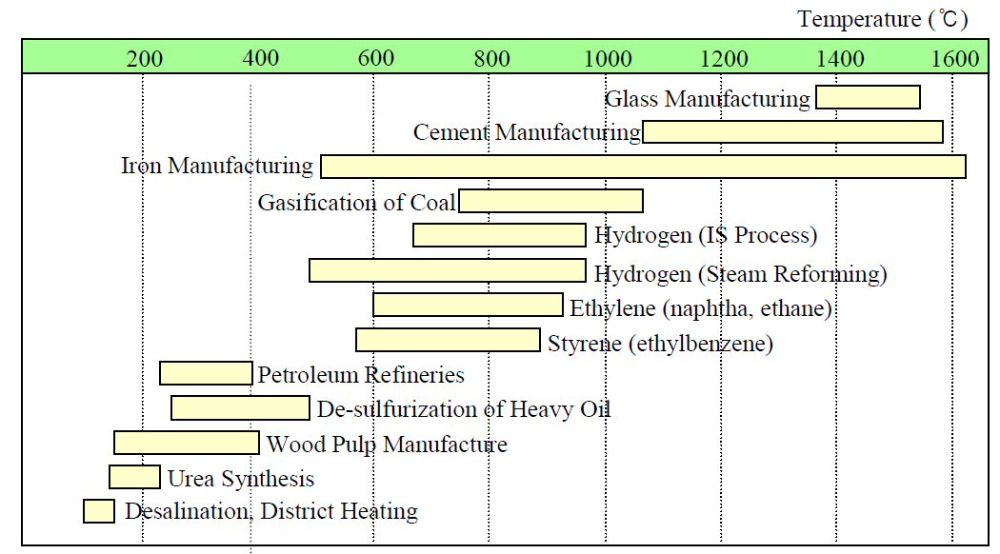 Temperature (℃)
200 400 600 800 1000 1200 1400 1600
Glass Manufacturing
Cement Manufacturing
Iron Manufacturing
Gasification of Coal
Hydrogen (IS Process)
Hydrogen (Steam Reforming)
Ethylene (naphtha, ethane)
Styrene (ethylbenzene)
Petroleum Refineries
De-sulfurization of Heavy Oil
Wood Pulp Manufacture
Urea Synthesis
Desalination, District Heating